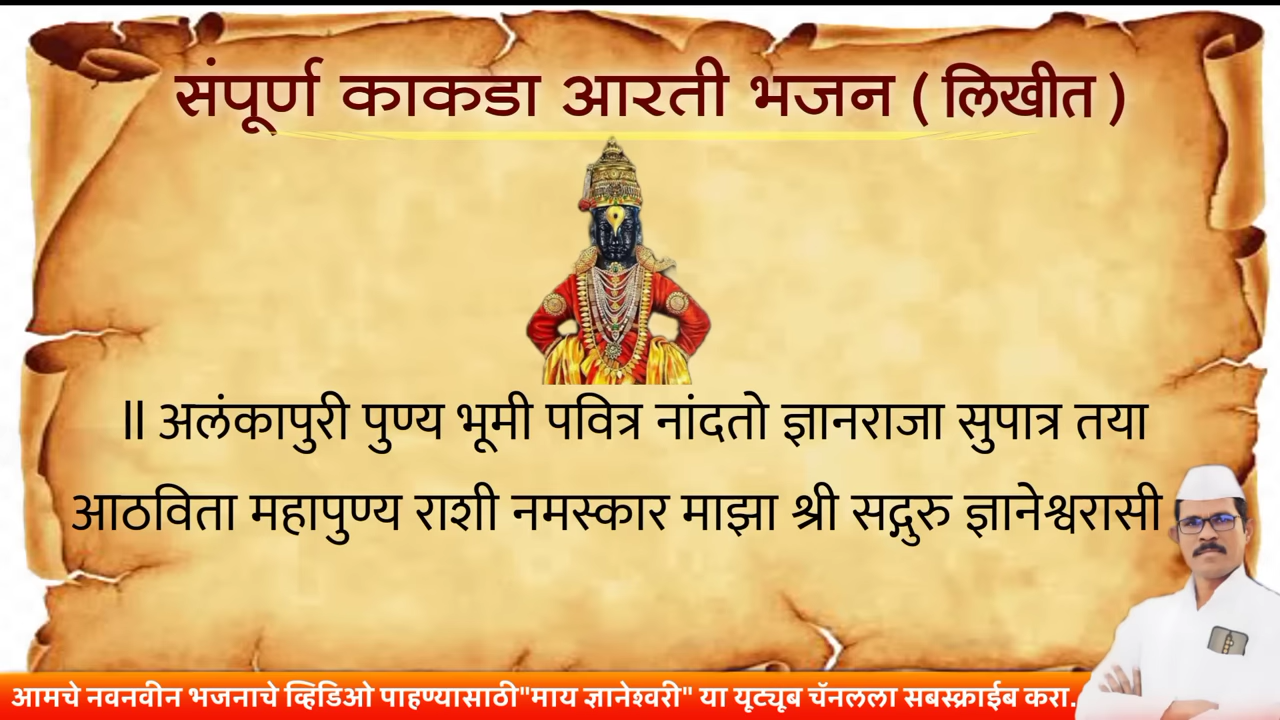 संपूर्ण काकडा आरती भजन ( लिखीत )
॥ अलंकापुरी पुण्य भूमी पवित्र नांदतो ज्ञानराजा सुपात्र तया
आठविता महापुण्य राशी नमस्कार माझा श्री सद्गुरु ज्ञानेश्वरासी
आमचे नवनवीन भजनाचे व्हिडिओ पाहण्यासाठी"माय ज्ञानेश्वरी" या यूट्यूब चॅनलला सबस्क्राईब करा.